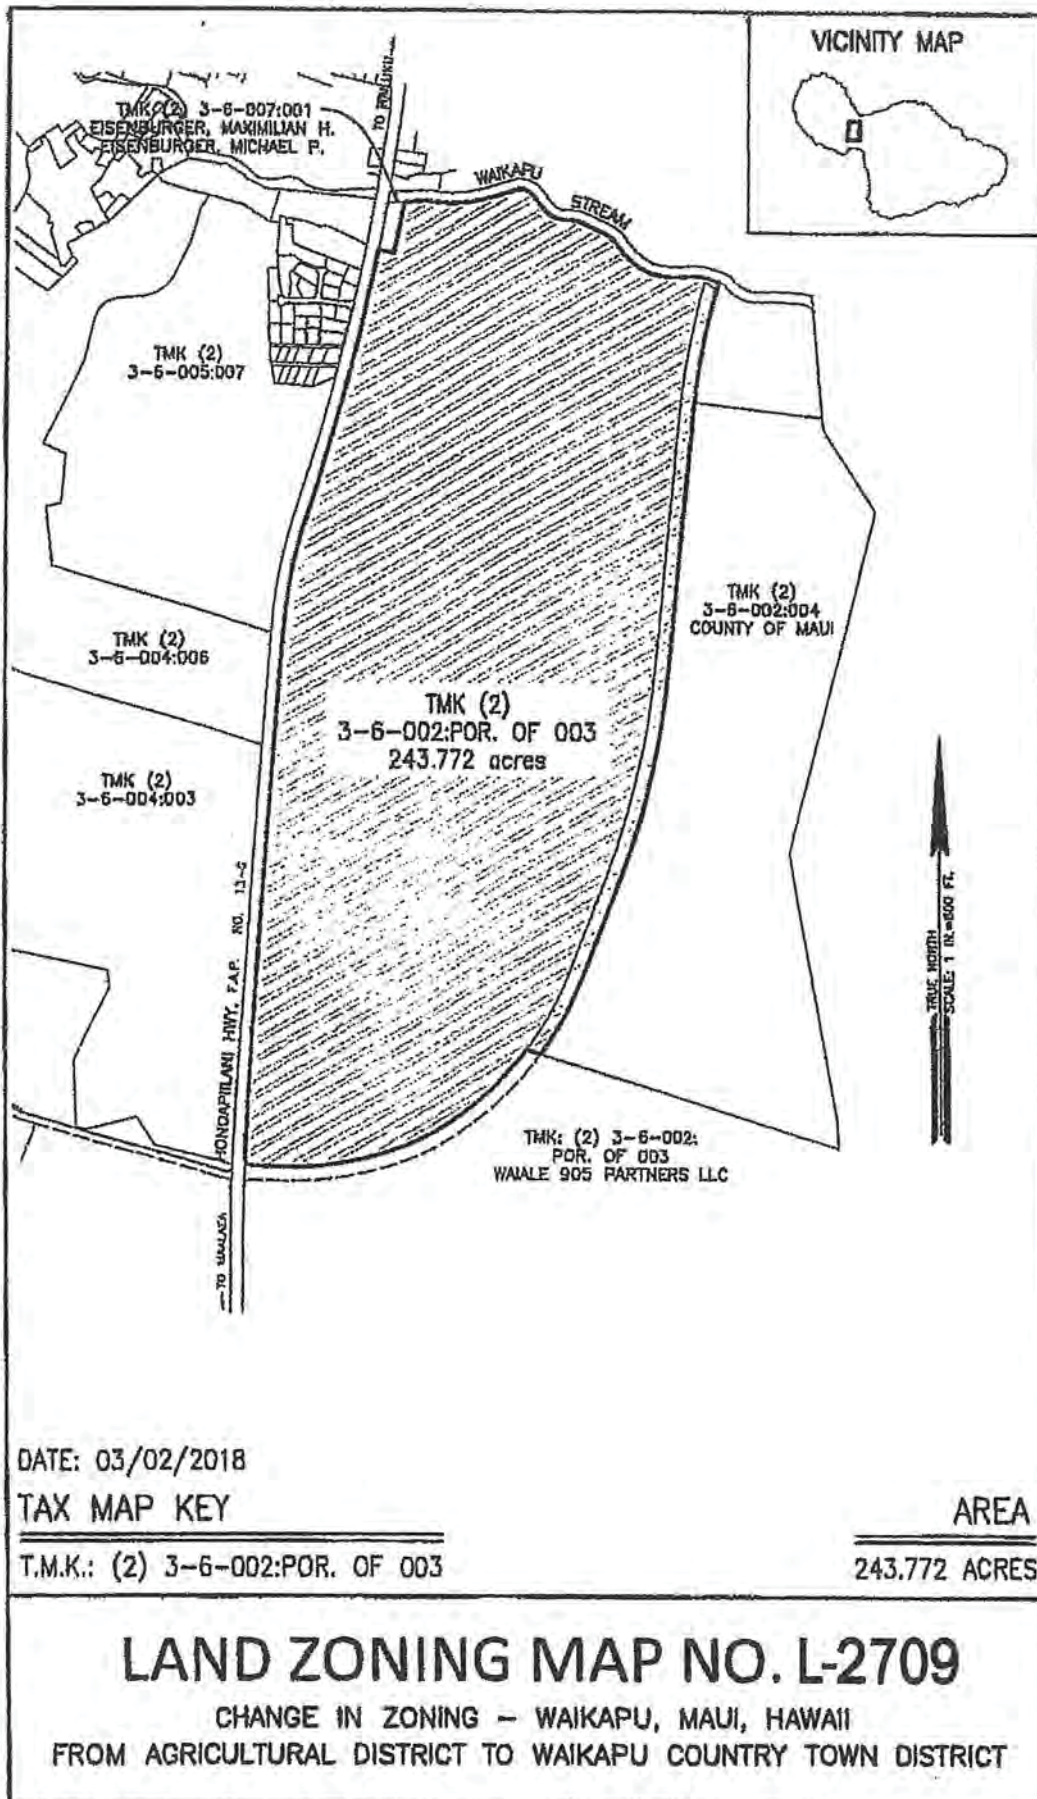 VICINITY MAP
TO WAILUKU
TMK (2) 3-6-007:001
EISENBURGER, MAXIMILIAN H.
EISENBURGER, MICHAEL P.
WAIKAPU STREAM
TMK (2)
3-6-005:007
TMK (2)
3-6-002:004
COUNTY OF MAUI
TMK (2)
3-6-004:006
TMK (2)
3-6-002:POR. OF 003
243.772 acres
TMK (2)
3-6-004:003
HONOAPIILANI HWY, F.A.P. NO. 13-G
TRUE NORTH
SCALE: 1 IN.=800 FT.
TMK: (2) 3-6-002:
POR. OF 003
WAIALE 905 PARTNERS LLC
TO MAALAEA
DATE: 03/02/2018
TAX MAP KEY
AREA
T.M.K.: (2) 3-6-002:POR. OF 003
243.772 ACRES
LAND ZONING MAP NO. L-2709
CHANGE IN ZONING – WAIKAPU, MAUI, HAWAII
FROM AGRICULTURAL DISTRICT TO WAIKAPU COUNTRY TOWN DISTRICT